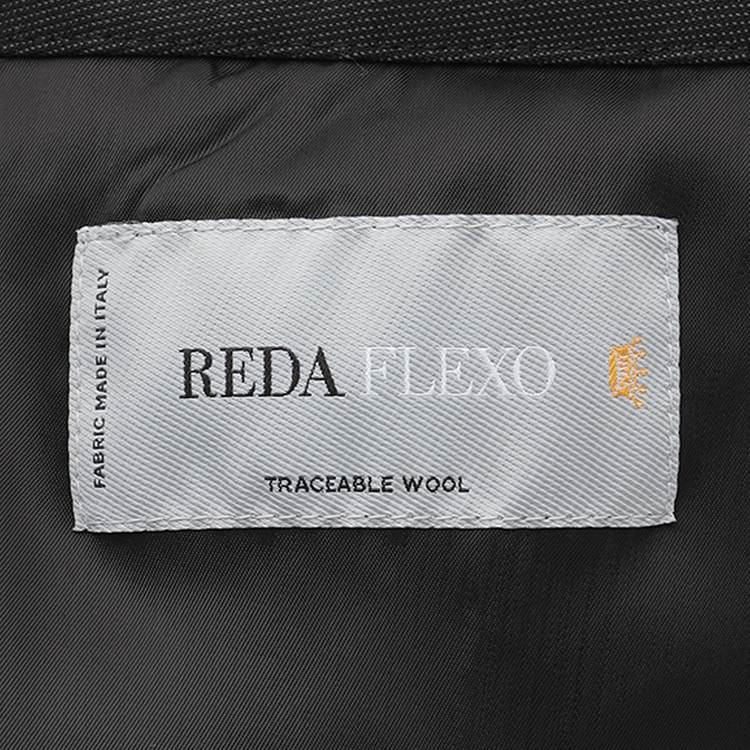 FABRIC MADE IN ITALY
REDA FLEXO
TRACEABLE WOOL